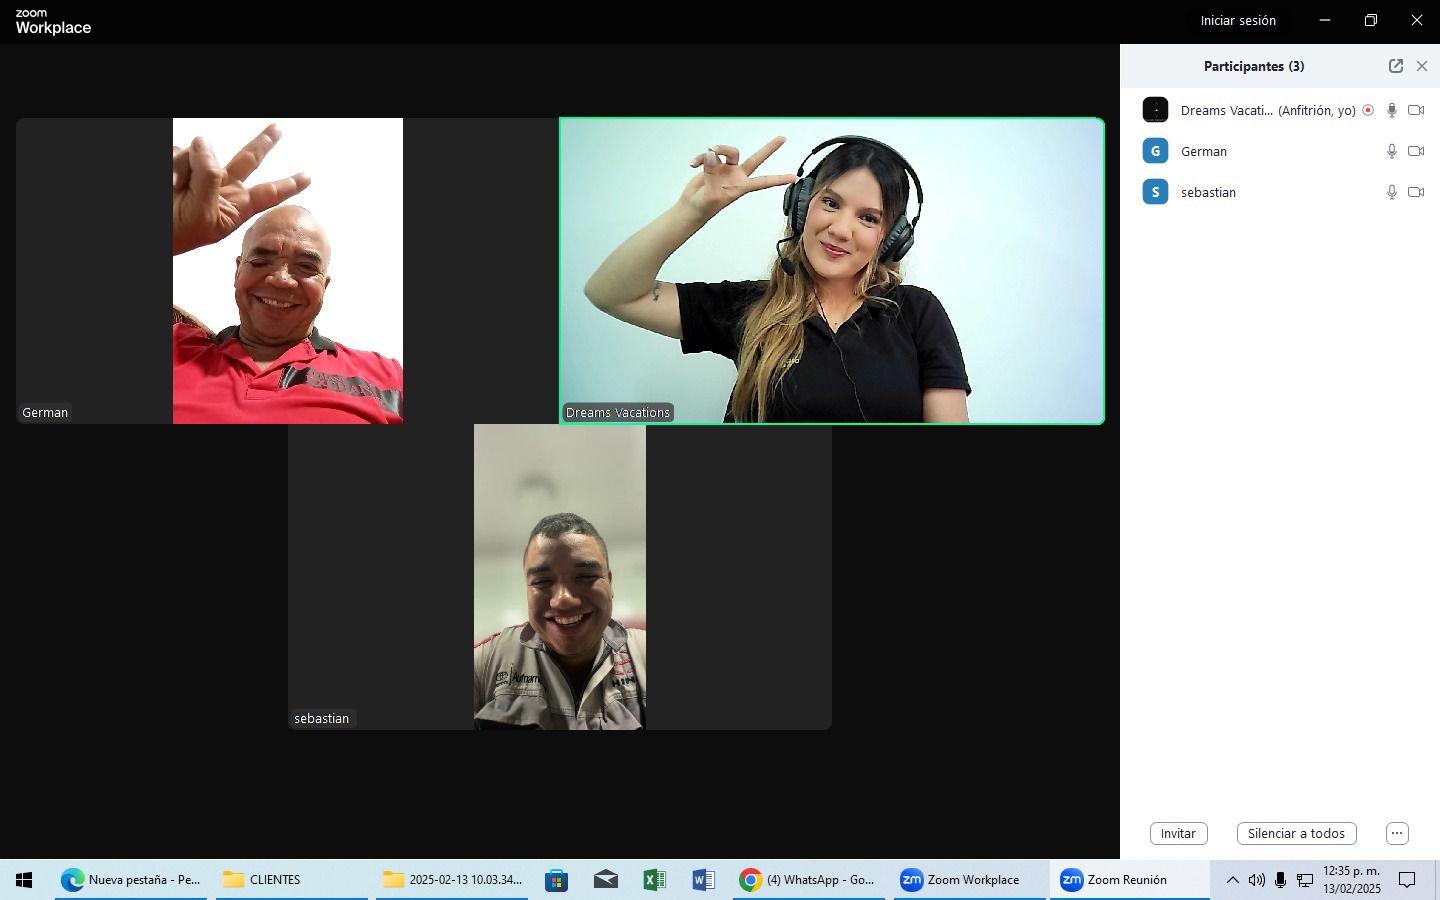 zoom
Workplace
Iniciar sesión
Participantes (3)
Dreams Vacati... (Anfitrión, yo)
G German
S sebastian
German
Dreams Vacations
sebastian
Invitar
Silenciar a todos
Nueva pestaña - Pe...
CLIENTES
2025-02-13 10.03.34...
(4) WhatsApp - Go...
zm Zoom Workplace
zm Zoom Reunión
12:35 p. m.
13/02/2025